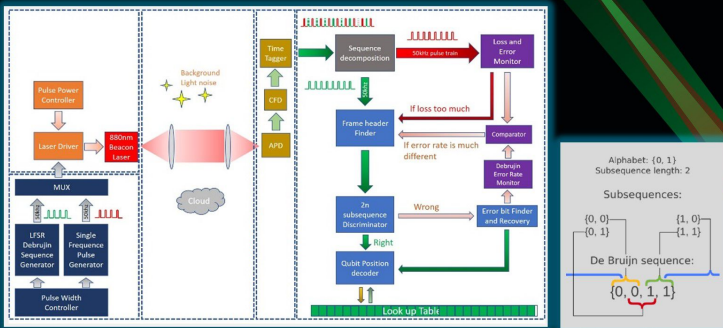 Pulse Power
Controller
Laser Driver
880nm
Beacon
Laser
MUX
LFSR
Debrujin
Sequence
Generator
Single
Frequency
Pulse
Generator
Pulse Width
Controller
Background
Light noise
Cloud
Time
Tagger
CFD
APD
Sequence
decomposition
50kHz pulse train
Loss and
Error
Monitor
If loss too much
Frame header
Finder
If error rate is much
different
Comparator
Debrujin
Error Rate
Monitor
2n
subsequence
Discriminator
Wrong
Error bit Finder
and Recovery
Right
Qubit Position
decoder
Look up Table
Alphabet: {0, 1}
Subsequence length: 2
Subsequences:
{0, 0}
{0, 1}
{1, 0}
{1, 1}
De Bruijn sequence:
{0, 0, 1, 1}